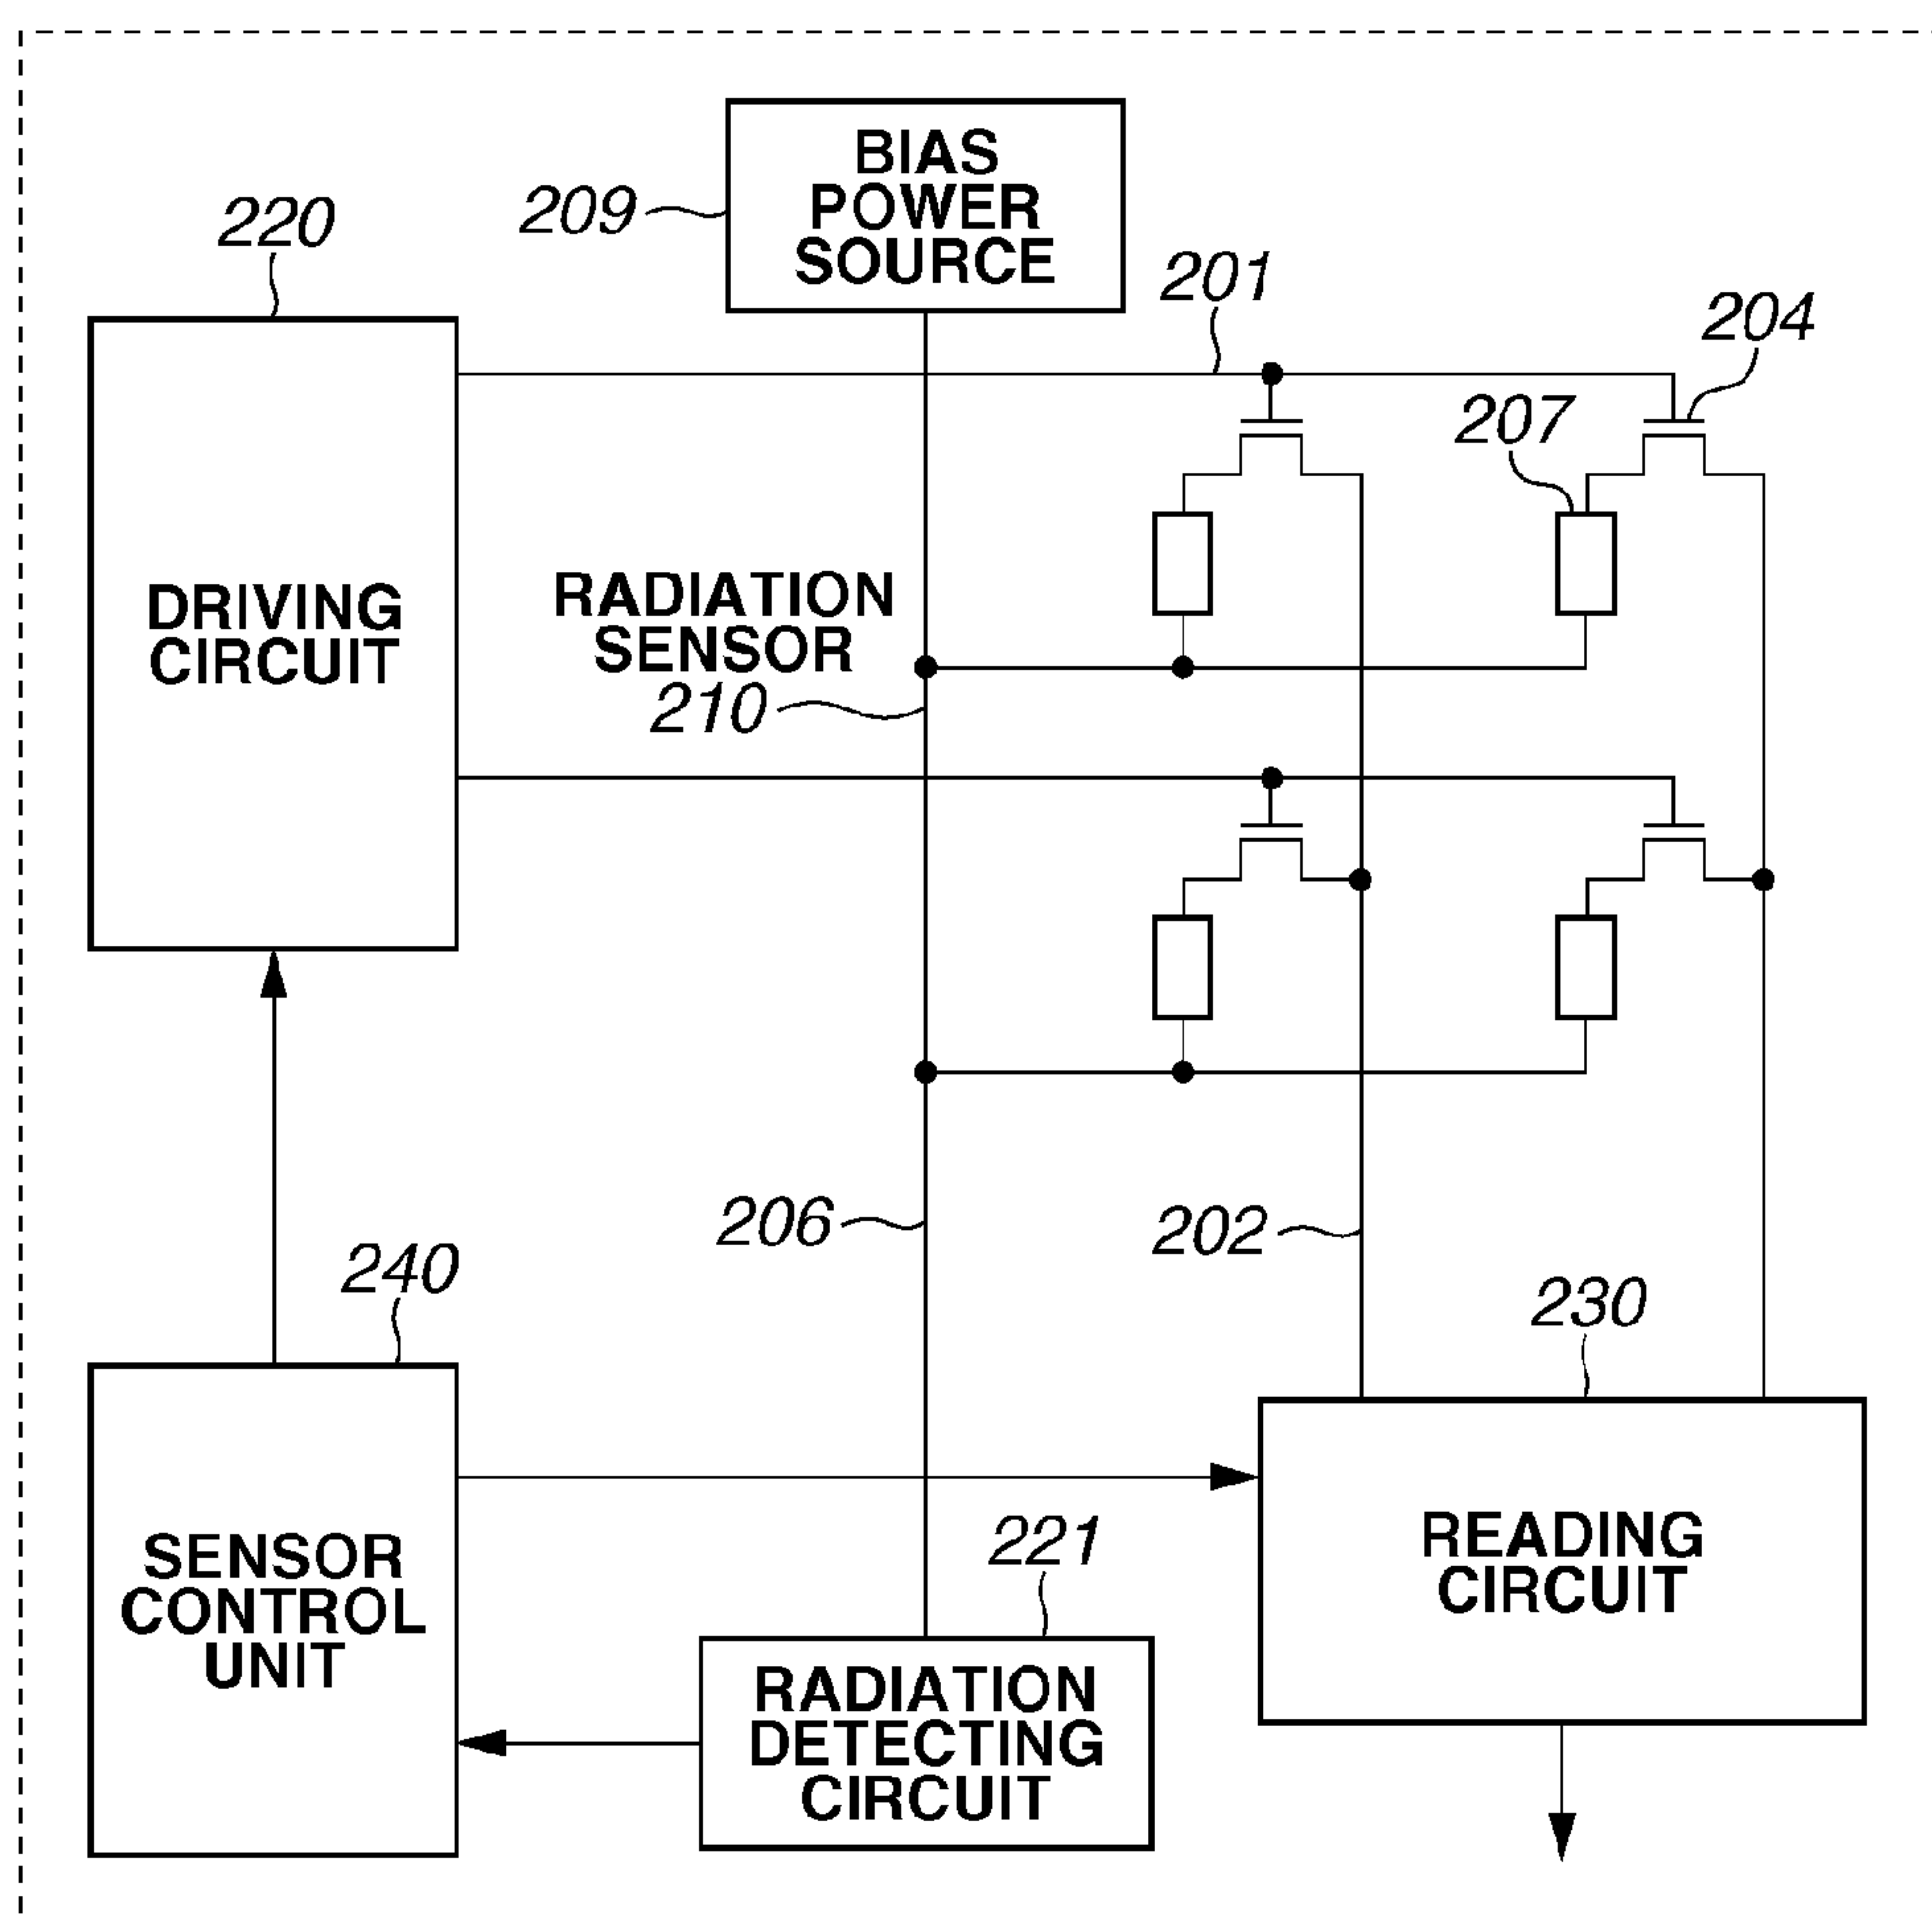 BIAS
POWER
SOURCE
209
220
201
204
207
DRIVING
CIRCUIT
RADIATION
SENSOR
210
206
202
240
230
SENSOR
CONTROL
UNIT
221
READING
CIRCUIT
RADIATION
DETECTING
CIRCUIT